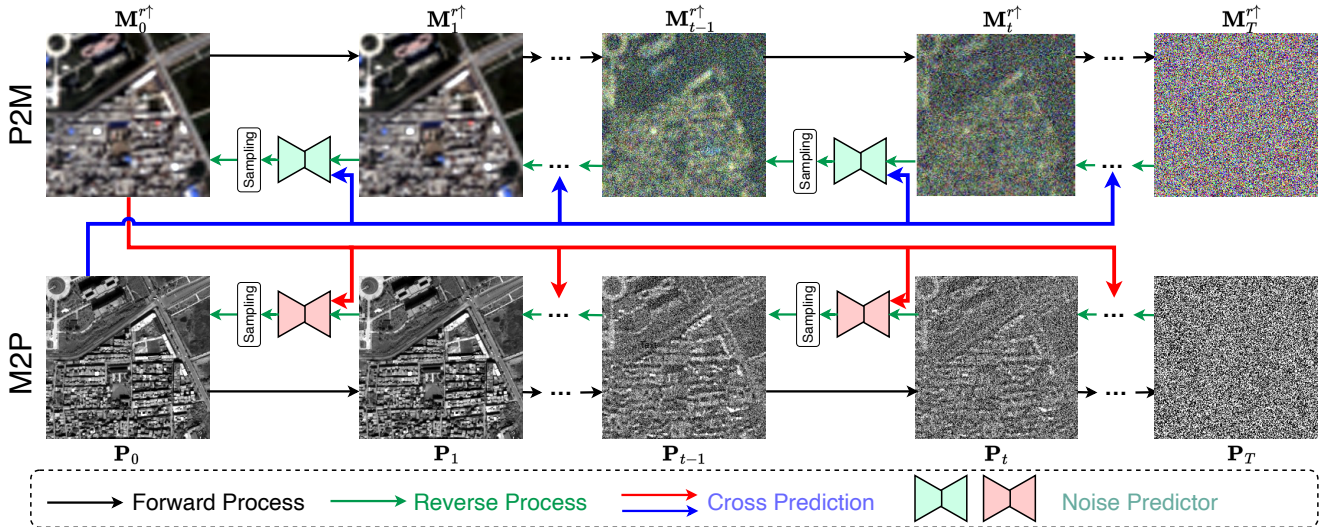 M_0^{r↑} M_1^{r↑} M_{t−1}^{r↑} M_t^{r↑} M_T^{r↑}
P2M
...
...
Sampling
Sampling
...
...
M2P
Sampling
Sampling
...
...
...
...
P_0 P_1 P_{t−1} P_t P_T
Forward Process Reverse Process Cross Prediction Noise Predictor